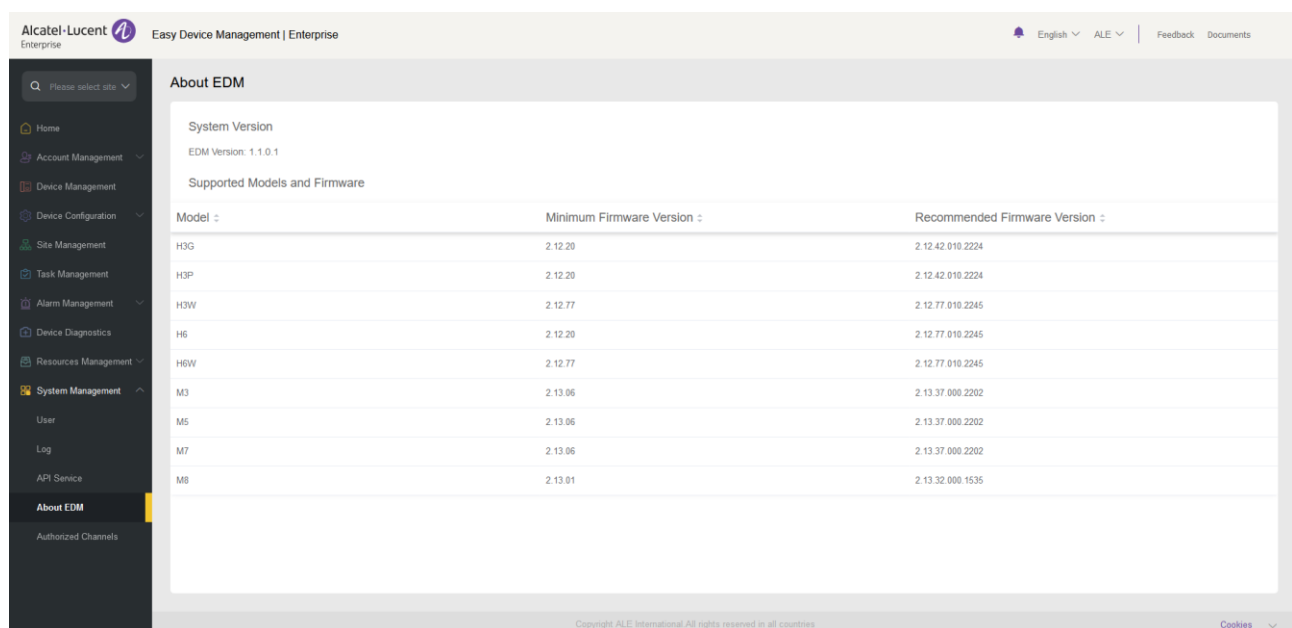 Alcatel·Lucent
Enterprise
Easy Device Management | Enterprise
English
ALE
Feedback
Documents
Please select site
Home
Account Management
Device Management
Device Configuration
Site Management
Task Management
Alarm Management
Device Diagnostics
Resources Management
System Management
User
Log
API Service
About EDM
Authorized Channels
About EDM
System Version
EDM Version: 1.1.0.1
Supported Models and Firmware
Model Minimum Firmware Version Recommended Firmware Version
H3G 2.12.20 2.12.42.010.2224
H3P 2.12.20 2.12.42.010.2224
H3W 2.12.77 2.12.77.010.2245
H6 2.12.20 2.12.77.010.2245
H6W 2.12.77 2.12.77.010.2245
M3 2.13.06 2.13.37.000.2202
M5 2.13.06 2.13.37.000.2202
M7 2.13.06 2.13.37.000.2202
M8 2.13.01 2.13.32.000.1535
Copyright ALE International All rights reserved in all countries
Cookies